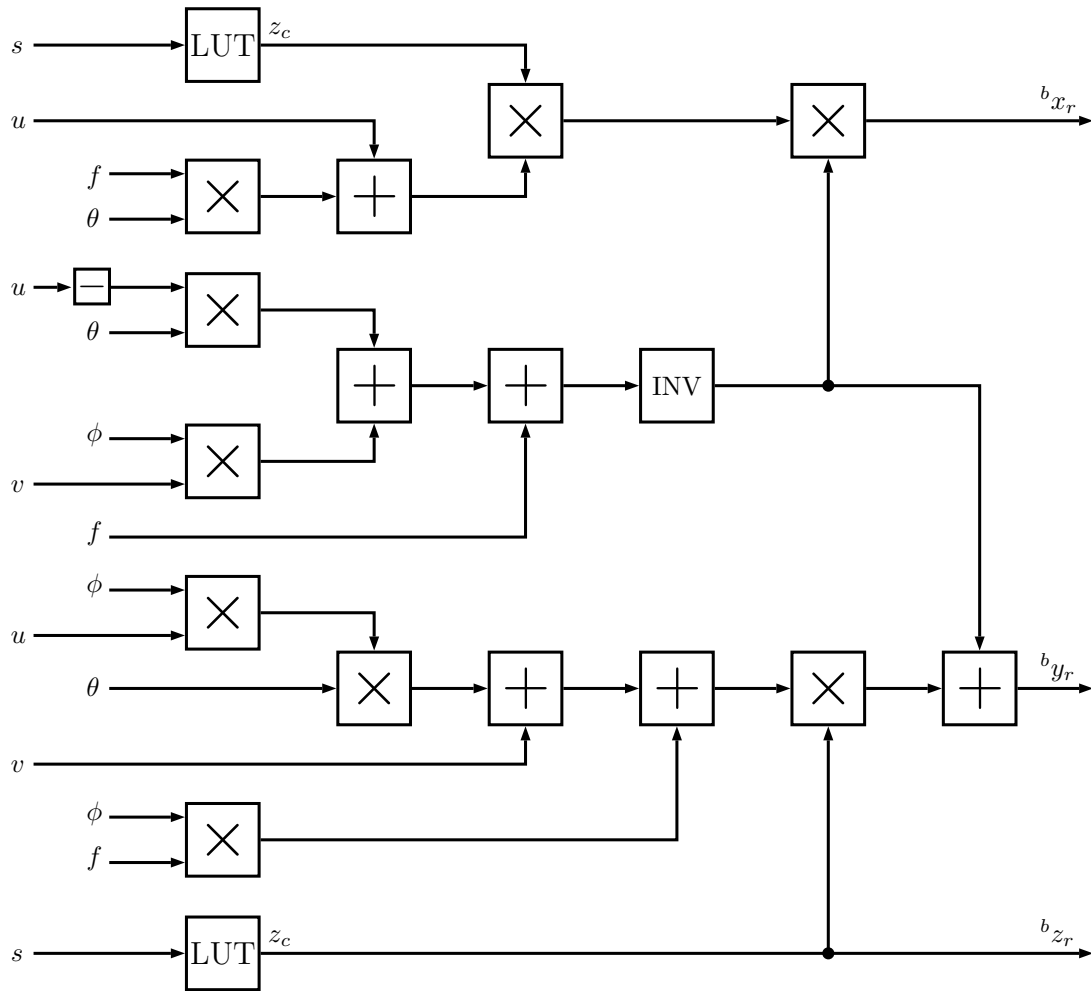 s LUT z_c
× × ^b x_r
u
f × +
θ
u − ×
θ
+ + INV
ϕ ×
v
f
ϕ ×
u
θ × + + × + ^b y_r
v
ϕ ×
f
s LUT z_c ^b z_r